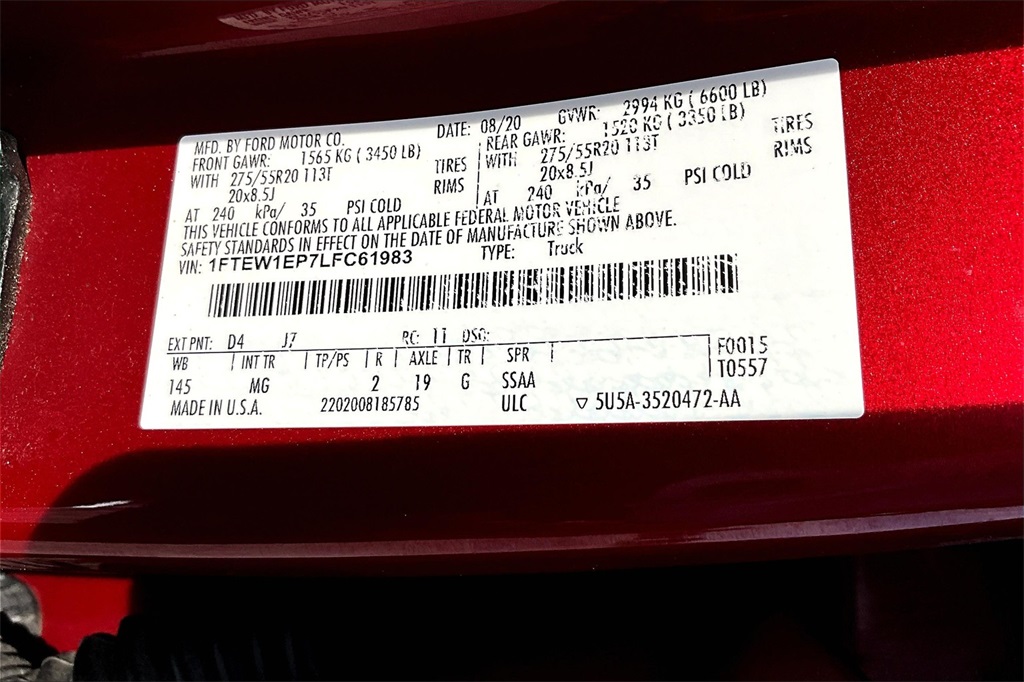 MFD. BY FORD MOTOR CO. DATE: 08/20 GVWR: 2994 KG ( 6600 LB)
FRONT GAWR: 1565 KG ( 3450 LB) REAR GAWR: 1520 KG ( 3350 LB)
WITH 275/55R20 113T TIRES WITH 275/55R20 113T TIRES
20x8.5J RIMS 20x8.5J RIMS
AT 240 kPa/ 35 PSI COLD AT 240 kPa/ 35 PSI COLD
THIS VEHICLE CONFORMS TO ALL APPLICABLE FEDERAL MOTOR VEHICLE
SAFETY STANDARDS IN EFFECT ON THE DATE OF MANUFACTURE SHOWN ABOVE.
VIN: 1FTEW1EP7LFC61983 TYPE: Truck
EXT PNT: D4 J7 RC: 11 DSO:
WB INT TR TP/PS R AXLE TR SPR F0015
145 MG 2 19 G SSAA T0557
MADE IN U.S.A. 2202008185785 ULC ▽ 5U5A-3520472-AA